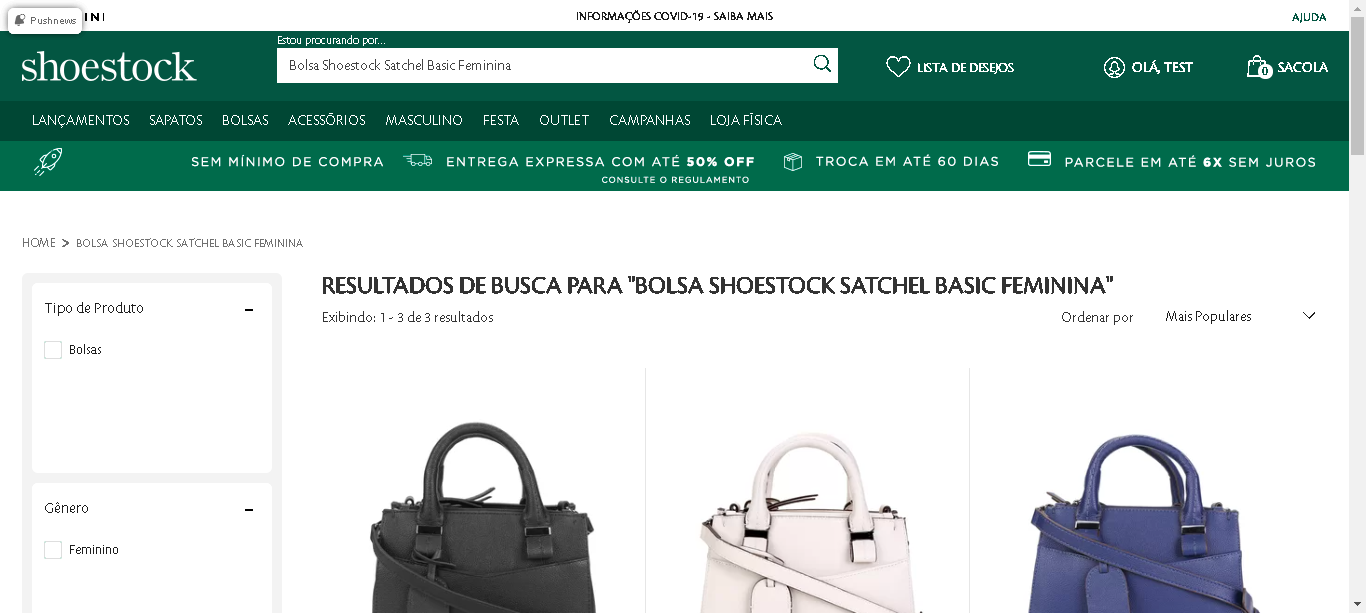 Pushnews
INI
INFORMAÇÕES COVID-19 - SAIBA MAIS
AJUDA
shoestock
Estou procurando por...
Bolsa Shoestock Satchel Basic Feminina
LISTA DE DESEJOS
OLÁ, TEST
0
SACOLA
LANÇAMENTOS SAPATOS BOLSAS ACESSÓRIOS MASCULINO FESTA OUTLET CAMPANHAS LOJA FÍSICA
SEM MÍNIMO DE COMPRA
ENTREGA EXPRESSA COM ATÉ 50% OFF
CONSULTE O REGULAMENTO
TROCA EM ATÉ 60 DIAS
PARCELE EM ATÉ 6X SEM JUROS
HOME > BOLSA SHOESTOCK SATCHEL BASIC FEMININA
RESULTADOS DE BUSCA PARA "BOLSA SHOESTOCK SATCHEL BASIC FEMININA"
Exibindo: 1 - 3 de 3 resultados
Ordenar por
Mais Populares
Tipo de Produto
Bolsas
Gênero
Feminino